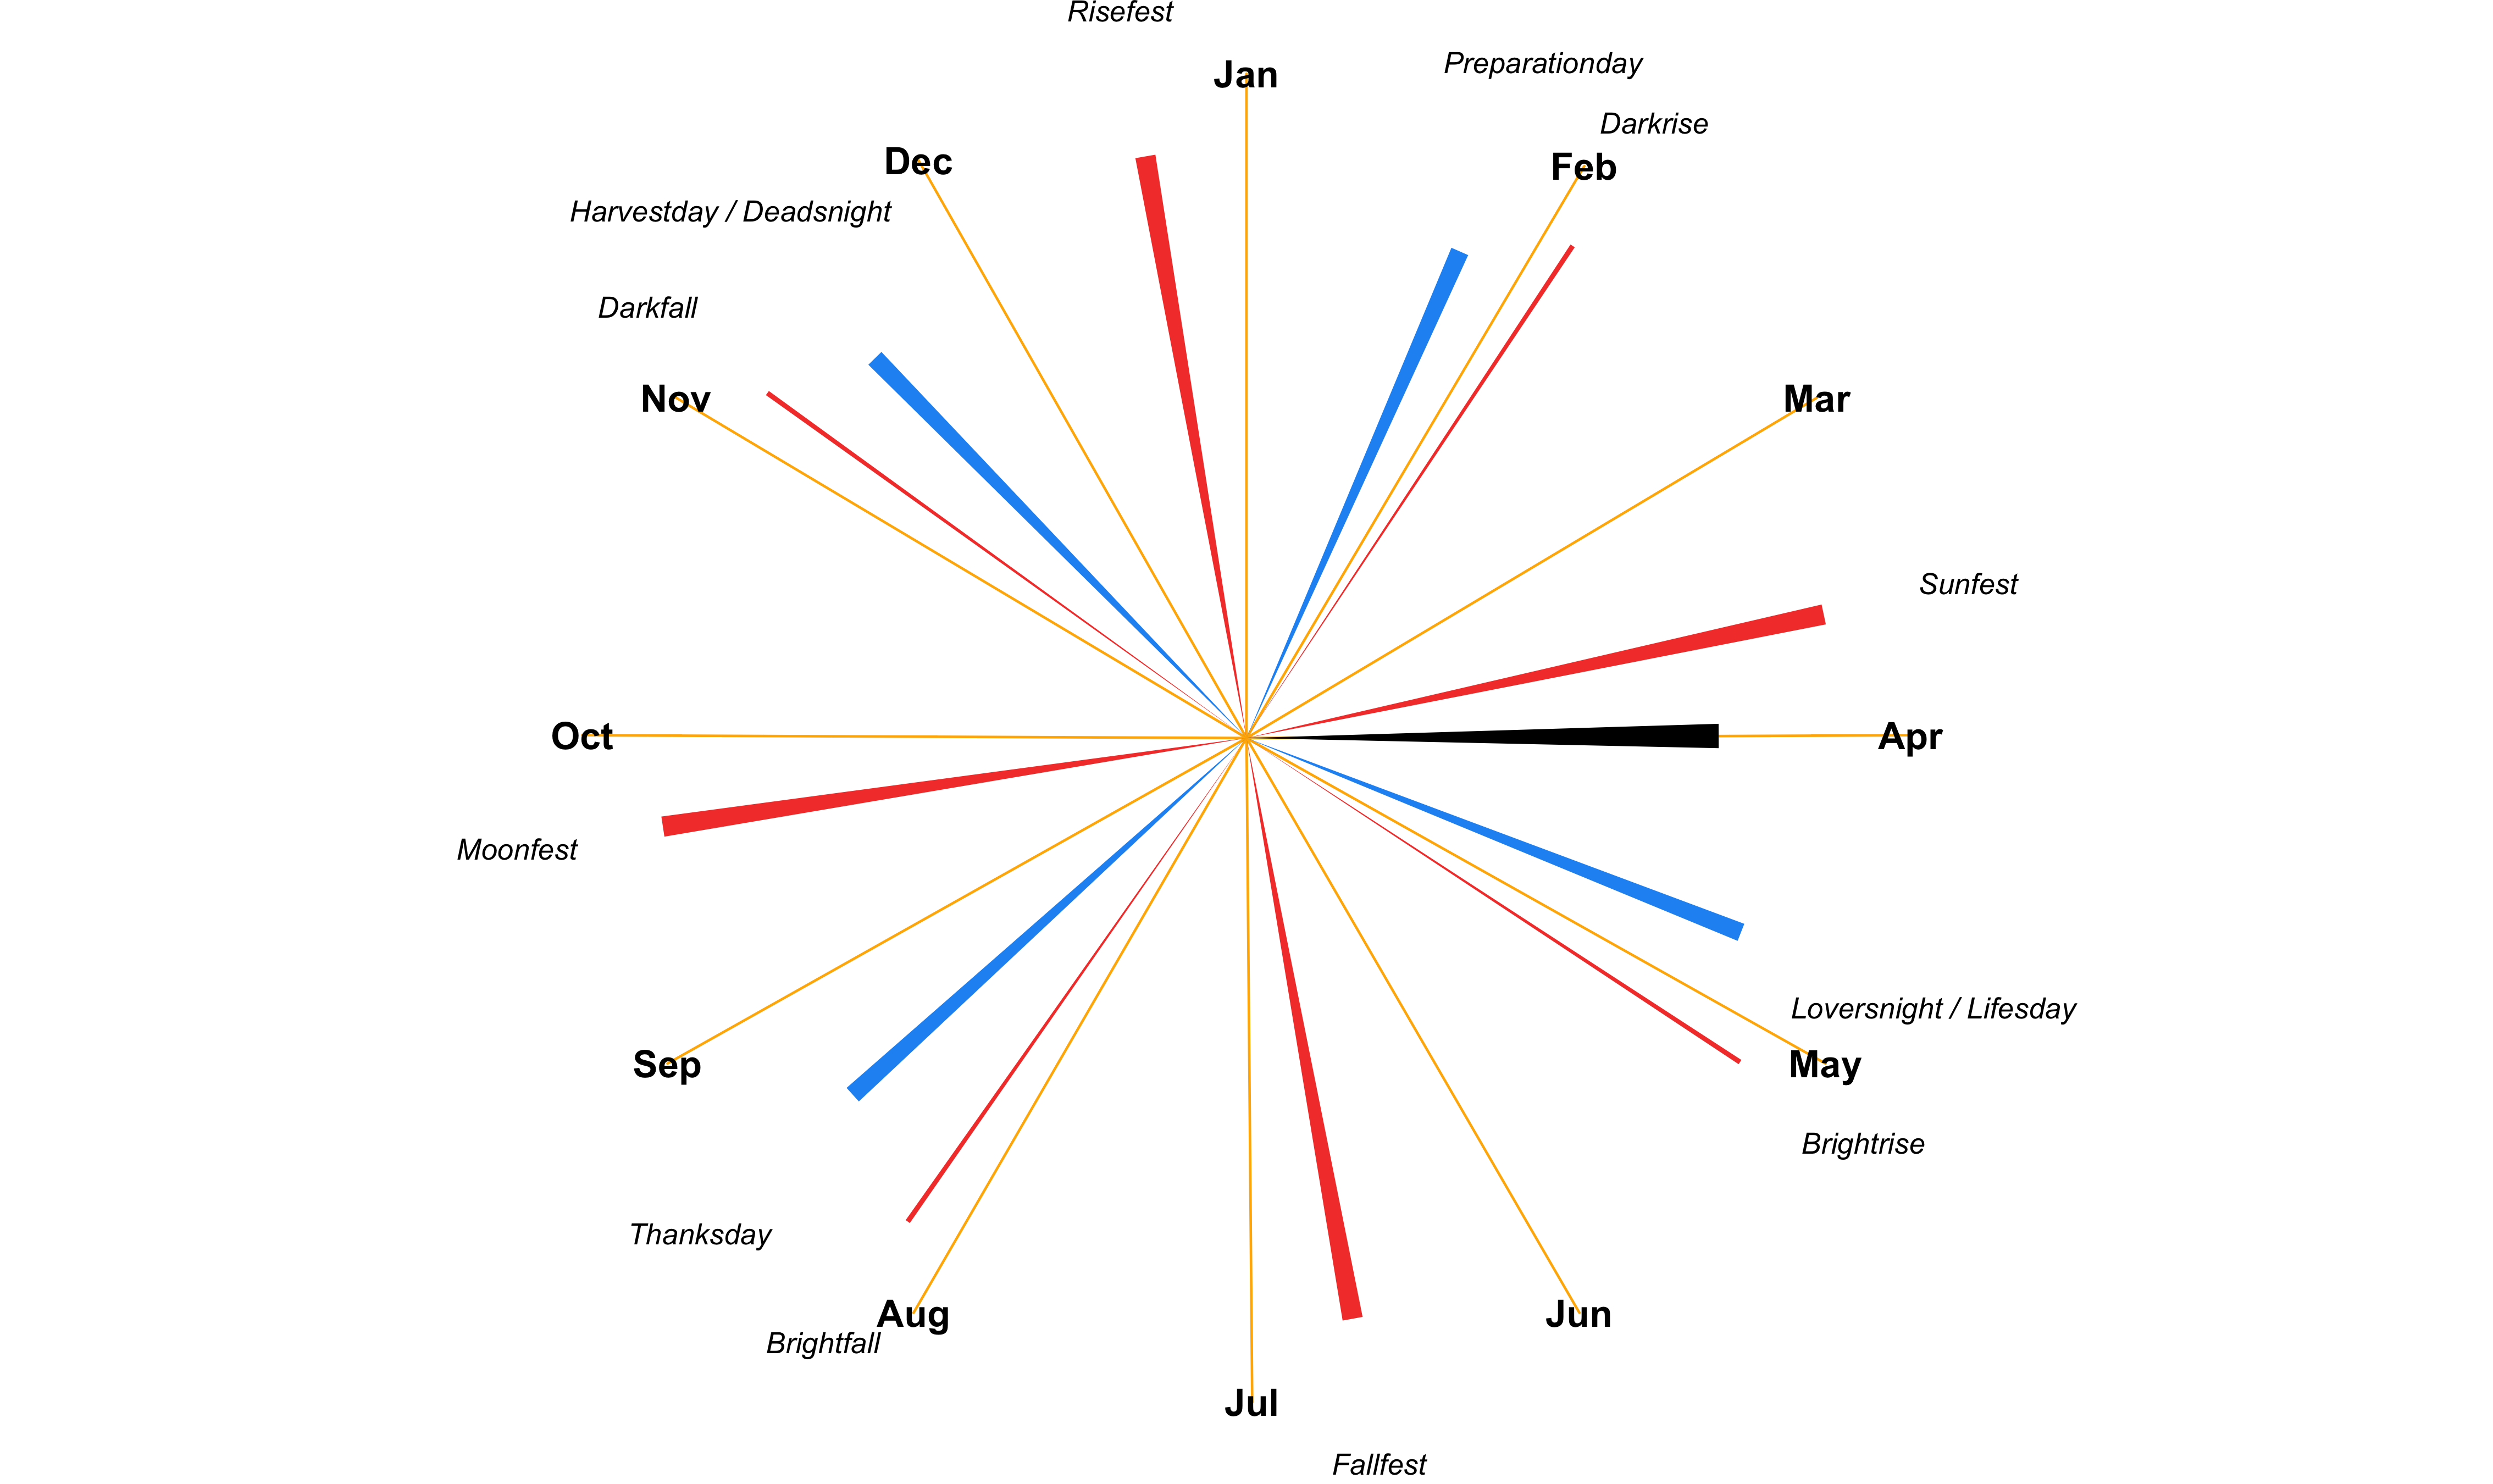 Risefest
Jan
Preparationday
Darkrise
Dec
Feb
Harvestday / Deadsnight
Darkfall
Nov
Mar
Sunfest
Oct
Apr
Moonfest
Loversnight / Lifesday
Sep
May
Brightrise
Thanksday
Aug
Jun
Brightfall
Jul
Fallfest